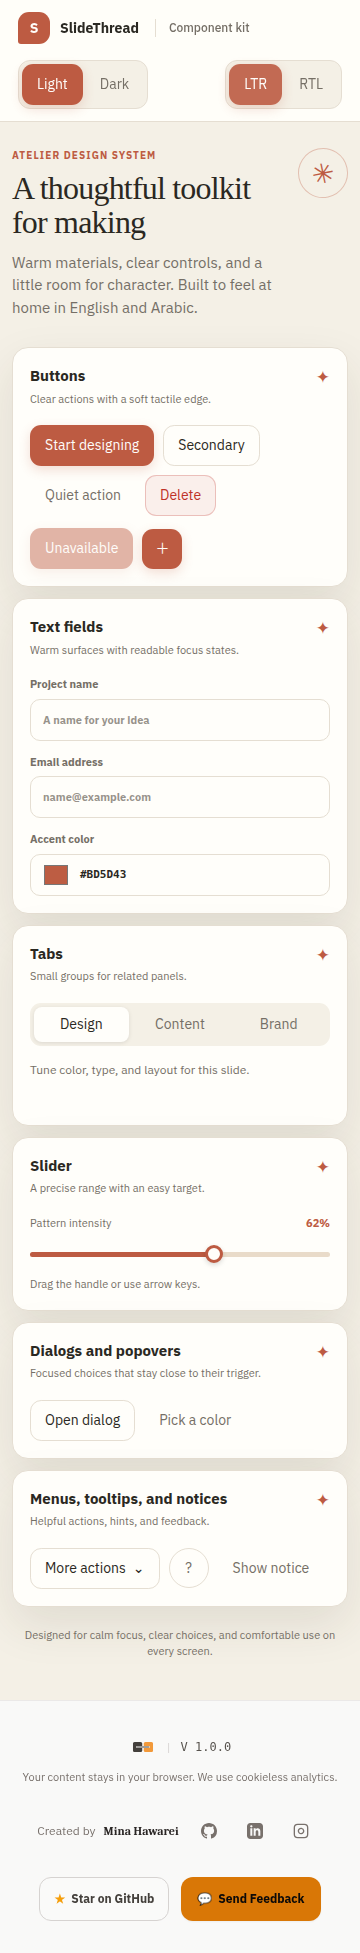 S SlideThread Component kit
Light Dark LTR RTL
ATELIER DESIGN SYSTEM
A thoughtful toolkit
for making
Warm materials, clear controls, and a
little room for character. Built to feel at
home in English and Arabic.
Buttons
Clear actions with a soft tactile edge.
Start designing Secondary
Quiet action Delete
Unavailable +
Text fields
Warm surfaces with readable focus states.
Project name
A name for your idea
Email address
name@example.com
Accent color
#BD5D43
Tabs
Small groups for related panels.
Design Content Brand
Tune color, type, and layout for this slide.
Slider
A precise range with an easy target.
Pattern intensity 62%
Drag the handle or use arrow keys.
Dialogs and popovers
Focused choices that stay close to their trigger.
Open dialog Pick a color
Menus, tooltips, and notices
Helpful actions, hints, and feedback.
More actions ? Show notice
Designed for calm focus, clear choices, and comfortable use on
every screen.
V 1.0.0
Your content stays in your browser. We use cookieless analytics.
Created by Mina Hawarei
Star on GitHub Send Feedback